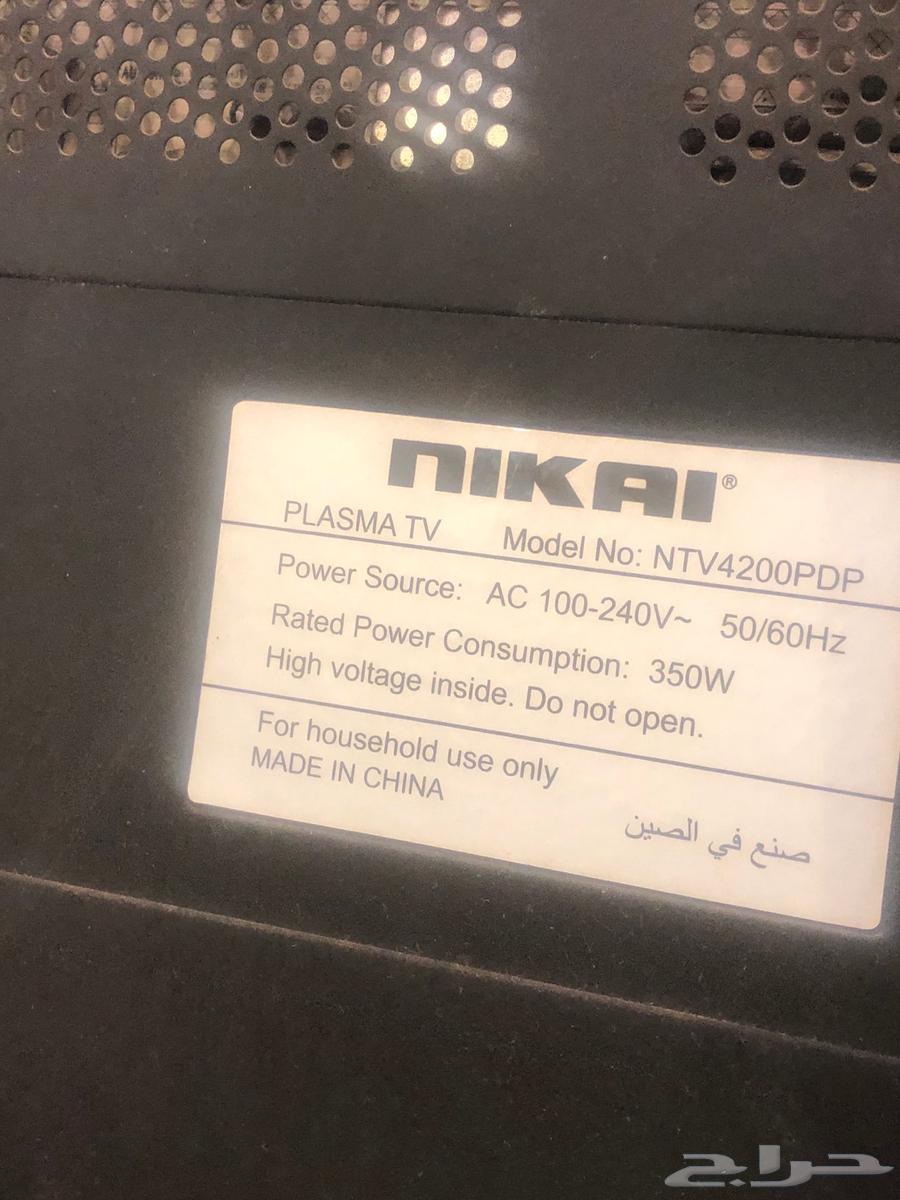 NIKAI®
PLASMA TV Model No: NTV4200PDP
Power Source: AC 100-240V~ 50/60Hz
Rated Power Consumption: 350W
High voltage inside. Do not open.
For household use only
MADE IN CHINA
صنع في الصين
حراج